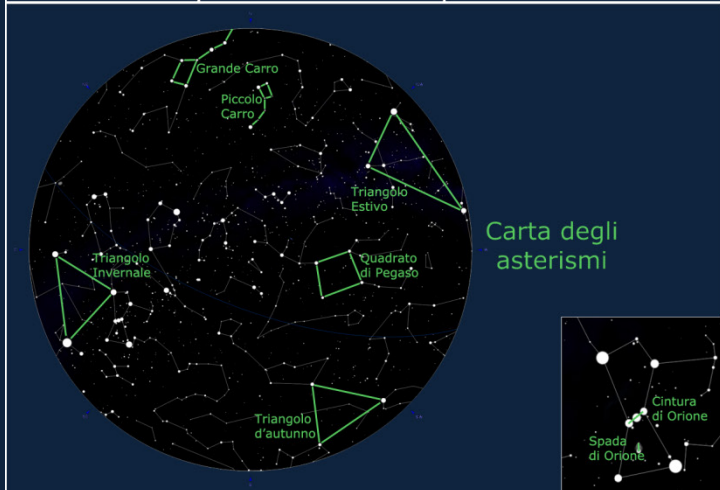 Grande Carro
Piccolo
Carro
Triangolo
Estivo
Carta degli
asterismi
Triangolo
Invernale
Quadrato
di Pegaso
Triangolo
d'autunno
Cintura
di Orione
Spada
di Orione